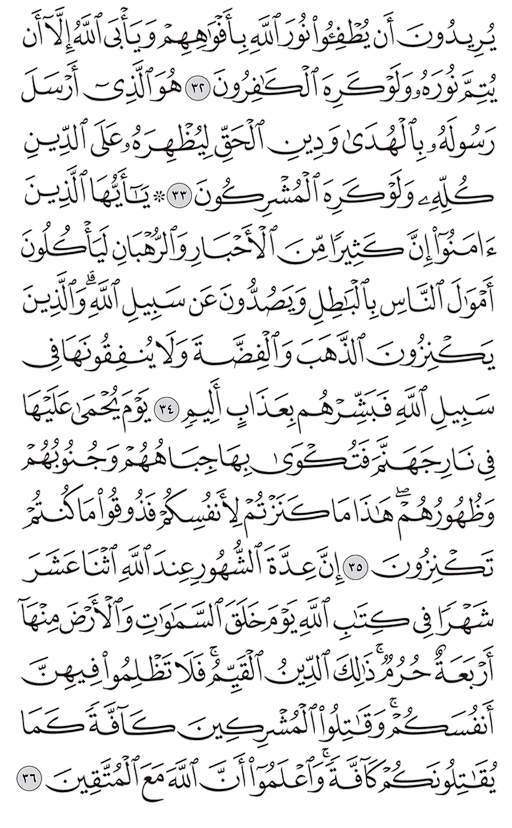 يُرِيدُونَ أَن يُطْفِـُٔوا۟ نُورَ ٱللَّهِ بِأَفْوَٰهِهِمْ وَيَأْبَى ٱللَّهُ إِلَّآ أَن
يُتِمَّ نُورَهُۥ وَلَوْ كَرِهَ ٱلْكَـٰفِرُونَ ٣٢ هُوَ ٱلَّذِىٓ أَرْسَلَ
رَسُولَهُۥ بِٱلْهُدَىٰ وَدِينِ ٱلْحَقِّ لِيُظْهِرَهُۥ عَلَى ٱلدِّينِ
كُلِّهِۦ وَلَوْ كَرِهَ ٱلْمُشْرِكُونَ ٣٣ * يَـٰٓأَيُّهَا ٱلَّذِينَ
ءَامَنُوٓا۟ إِنَّ كَثِيرًا مِّنَ ٱلْأَحْبَارِ وَٱلرُّهْبَانِ لَيَأْكُلُونَ
أَمْوَٰلَ ٱلنَّاسِ بِٱلْبَـٰطِلِ وَيَصُدُّونَ عَن سَبِيلِ ٱللَّهِ ۗ وَٱلَّذِينَ
يَكْنِزُونَ ٱلذَّهَبَ وَٱلْفِضَّةَ وَلَا يُنفِقُونَهَا فِى
سَبِيلِ ٱللَّهِ فَبَشِّرْهُم بِعَذَابٍ أَلِيمٍ ٣٤ يَوْمَ يُحْمَىٰ عَلَيْهَا
فِى نَارِ جَهَنَّمَ فَتُكْوَىٰ بِهَا جِبَاهُهُمْ وَجُنُوبُهُمْ
وَظُهُورُهُمْ ۖ هَـٰذَا مَا كَنَزْتُمْ لِأَنفُسِكُمْ فَذُوقُوا۟ مَا كُنتُمْ
تَكْنِزُونَ ٣٥ إِنَّ عِدَّةَ ٱلشُّهُورِ عِندَ ٱللَّهِ ٱثْنَا عَشَرَ
شَهْرًا فِى كِتَـٰبِ ٱللَّهِ يَوْمَ خَلَقَ ٱلسَّمَـٰوَٰتِ وَٱلْأَرْضَ مِنْهَآ
أَرْبَعَةٌ حُرُمٌ ۚ ذَٰلِكَ ٱلدِّينُ ٱلْقَيِّمُ ۚ فَلَا تَظْلِمُوا۟ فِيهِنَّ
أَنفُسَكُمْ ۚ وَقَـٰتِلُوا۟ ٱلْمُشْرِكِينَ كَآفَّةً كَمَا
يُقَـٰتِلُونَكُمْ كَآفَّةً ۚ وَٱعْلَمُوٓا۟ أَنَّ ٱللَّهَ مَعَ ٱلْمُتَّقِينَ ٣٦